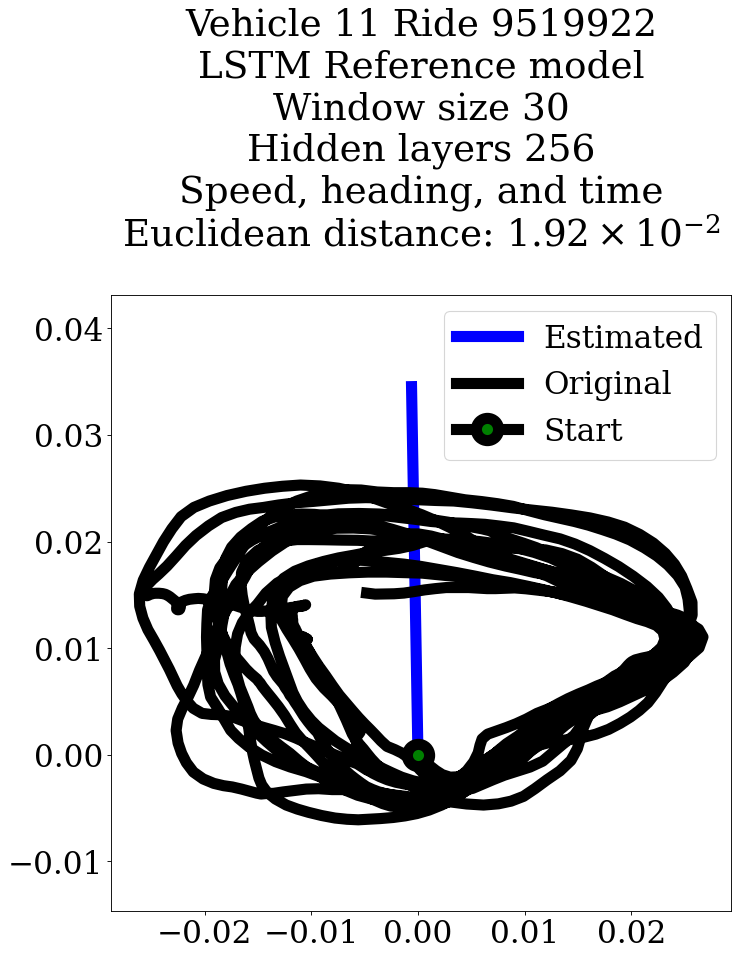 Vehicle 11 Ride 9519922
LSTM Reference model
Window size 30
Hidden layers 256
Speed, heading, and time
Euclidean distance: 1.92 × 10⁻²
Estimated
Original
Start
0.04
0.03
0.02
0.01
0.00
−0.01
−0.02 −0.01 0.00 0.01 0.02